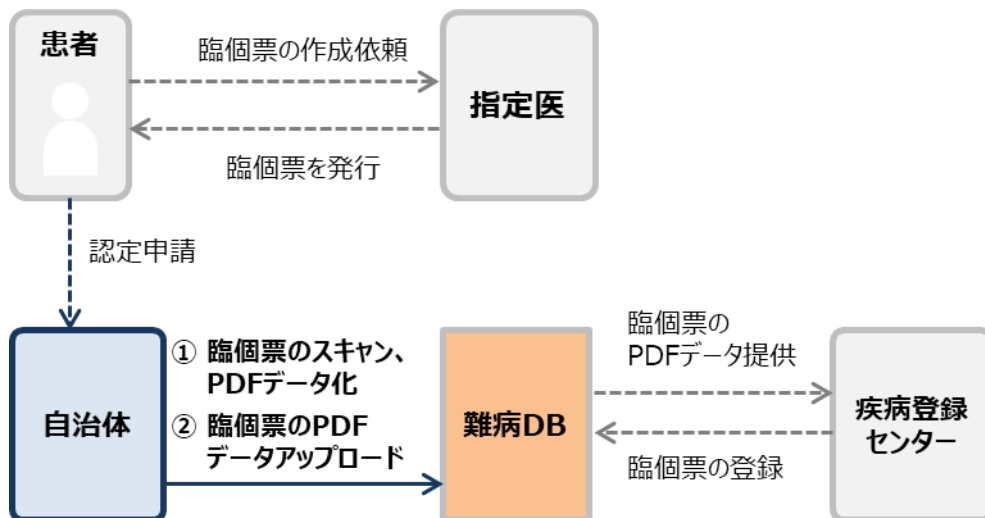 患者
臨個票の作成依頼
指定医
臨個票を発行
認定申請
自治体
① 臨個票のスキャン、
PDFデータ化
② 臨個票のPDF
データアップロード
難病DB
臨個票の
PDFデータ提供
臨個票の登録
疾病登録
センター